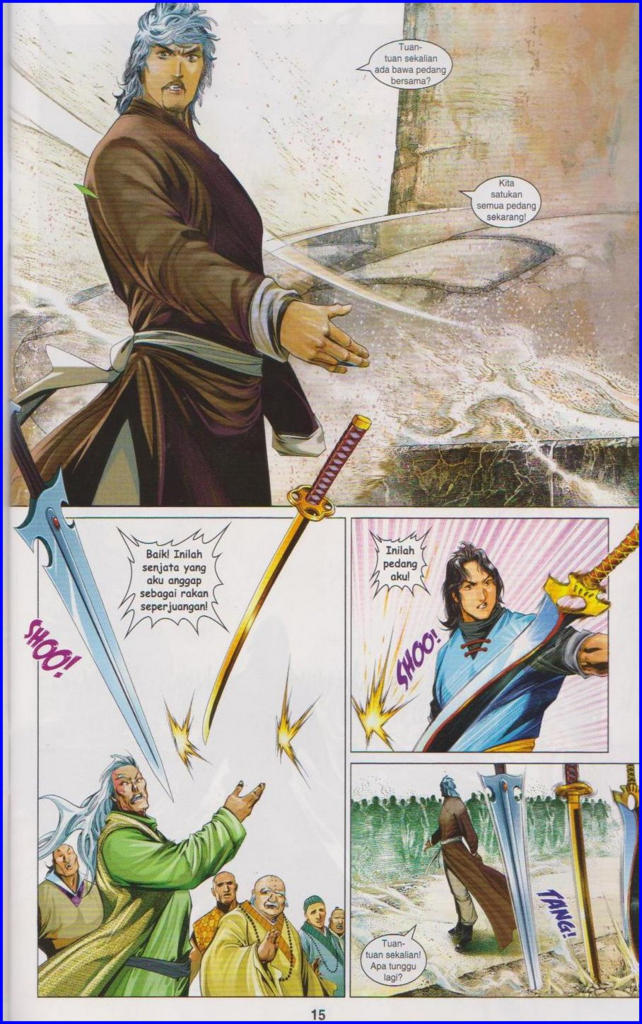 Tuan-
tuan sekalian
ada bawa pedang
bersama?
Kita
satukan
semua pedang
sekarang!
Baik! Inilah
senjata yang
aku anggap
sebagai rakan
seperjuangan!
SHOO!
Inilah
pedang
aku!
SHOO!
TANG!
Tuan-
tuan sekalian!
Apa tunggu
lagi?
15